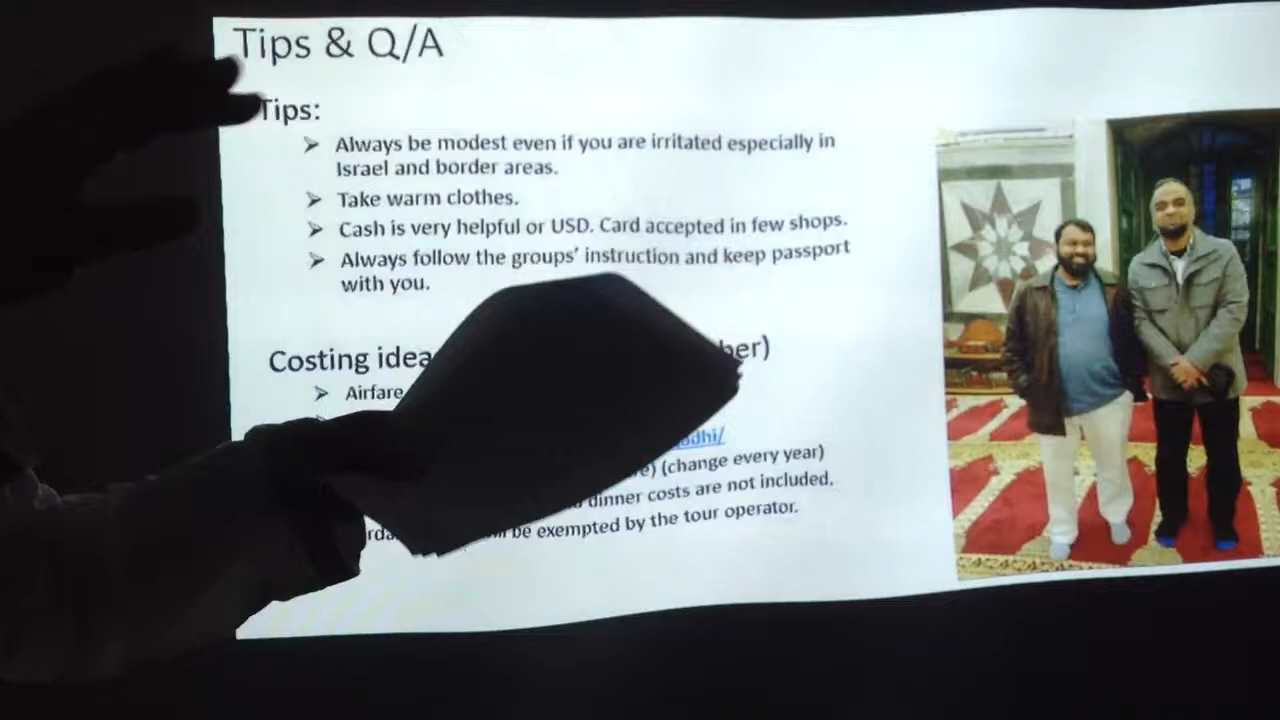 Tips & Q/A
Tips:
➢ Always be modest even if you are irritated especially in
Israel and border areas.
➢ Take warm clothes.
➢ Cash is very helpful or USD. Card accepted in few shops.
➢ Always follow the groups' instruction and keep passport
with you.
Costing idea
➢ Airfare
(change every year)
dinner costs are not included.
be exempted by the tour operator.